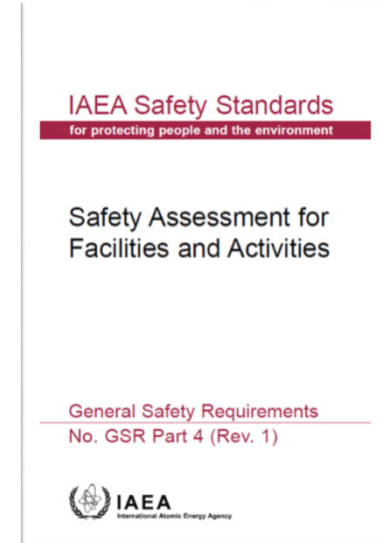 IAEA Safety Standards
for protecting people and the environment
Safety Assessment for
Facilities and Activities
General Safety Requirements
No. GSR Part 4 (Rev. 1)
IAEA
International Atomic Energy Agency